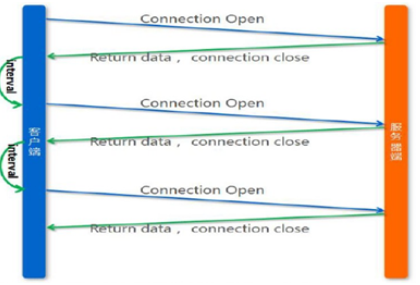 Connection Open
Return data， connection close
interval
Connection Open
Return data， connection close
interval
Connection Open
Return data， connection close
客户端
服务器端